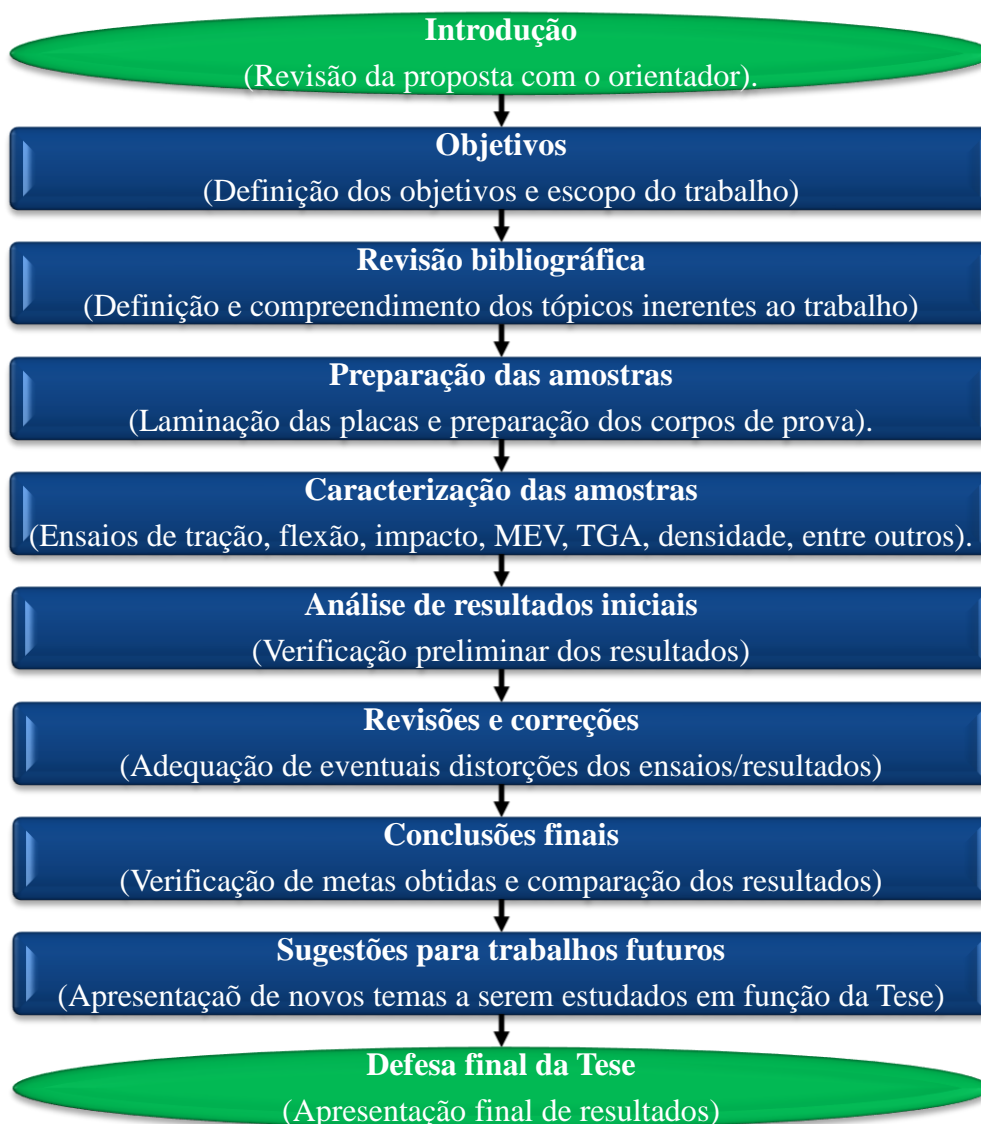 Introdução
(Revisão da proposta com o orientador).
Objetivos
(Definição dos objetivos e escopo do trabalho)
Revisão bibliográfica
(Definição e compreendimento dos tópicos inerentes ao trabalho)
Preparação das amostras
(Laminação das placas e preparação dos corpos de prova).
Caracterização das amostras
(Ensaios de tração, flexão, impacto, MEV, TGA, densidade, entre outros).
Análise de resultados iniciais
(Verificação preliminar dos resultados)
Revisões e correções
(Adequação de eventuais distorções dos ensaios/resultados)
Conclusões finais
(Verificação de metas obtidas e comparação dos resultados)
Sugestões para trabalhos futuros
(Apresentaçaõ de novos temas a serem estudados em função da Tese)
Defesa final da Tese
(Apresentação final de resultados)